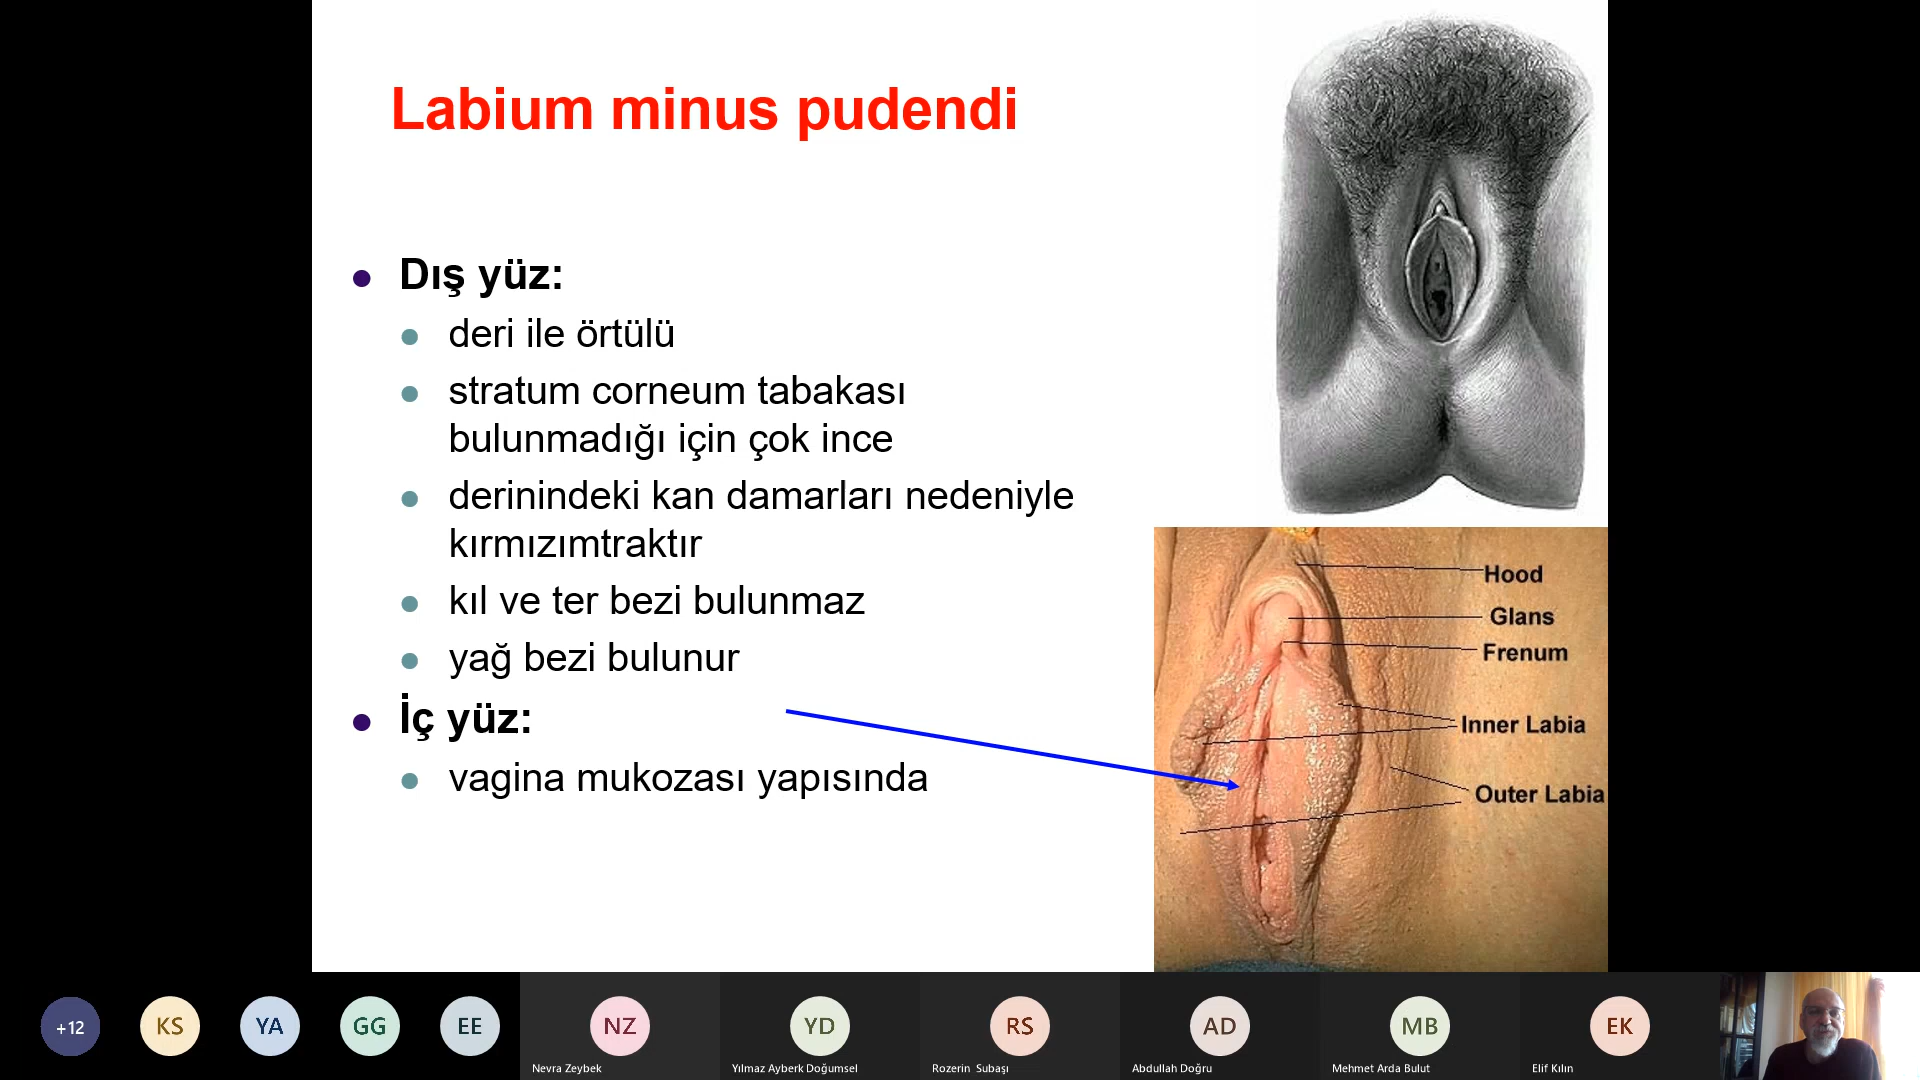 Labium minus pudendi
Dış yüz:
deri ile örtülü
stratum corneum tabakası
bulunmadığı için çok ince
derinindeki kan damarları nedeniyle
kırmızımtraktır
kıl ve ter bezi bulunmaz
yağ bezi bulunur
İç yüz:
vagina mukozası yapısında
Hood
Glans
Frenum
Inner Labia
Outer Labia
+12
KS
YA
GG
EE
NZ
YD
RS
AD
MB
EK
Nevra Zeybek
Yılmaz Ayberk Doğumsel
Rozerin Subaşı
Abdullah Doğru
Mehmet Arda Bulut
Elif Kılın